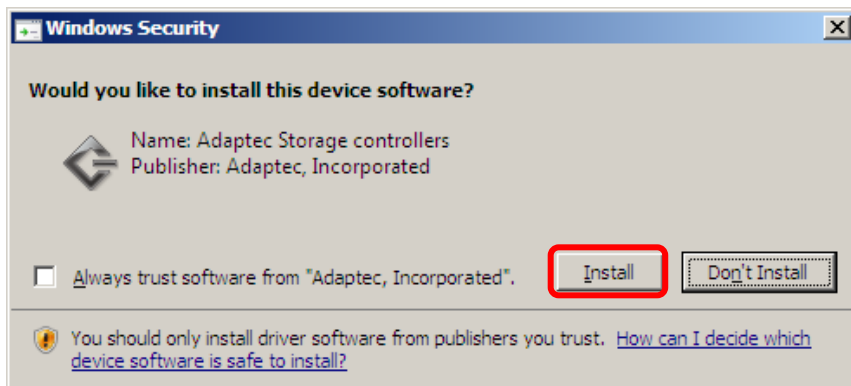 Windows Security
Would you like to install this device software?
Name: Adaptec Storage controllers
Publisher: Adaptec, Incorporated
Always trust software from "Adaptec, Incorporated".
Install
Don't Install
You should only install driver software from publishers you trust. How can I decide which
device software is safe to install?